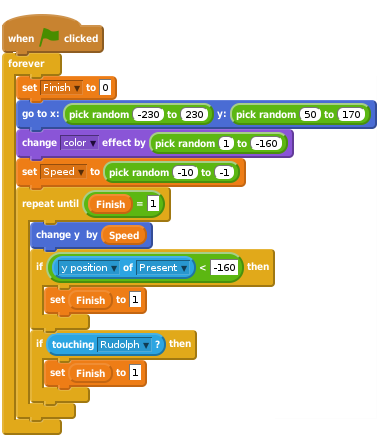 when clicked
forever
set Finish to 0
go to x: pick random -230 to 230 y: pick random 50 to 170
change color effect by pick random 1 to -160
set Speed to pick random -10 to -1
repeat until Finish = 1
change y by Speed
if y position of Present < -160 then
set Finish to 1
if touching Rudolph ? then
set Finish to 1